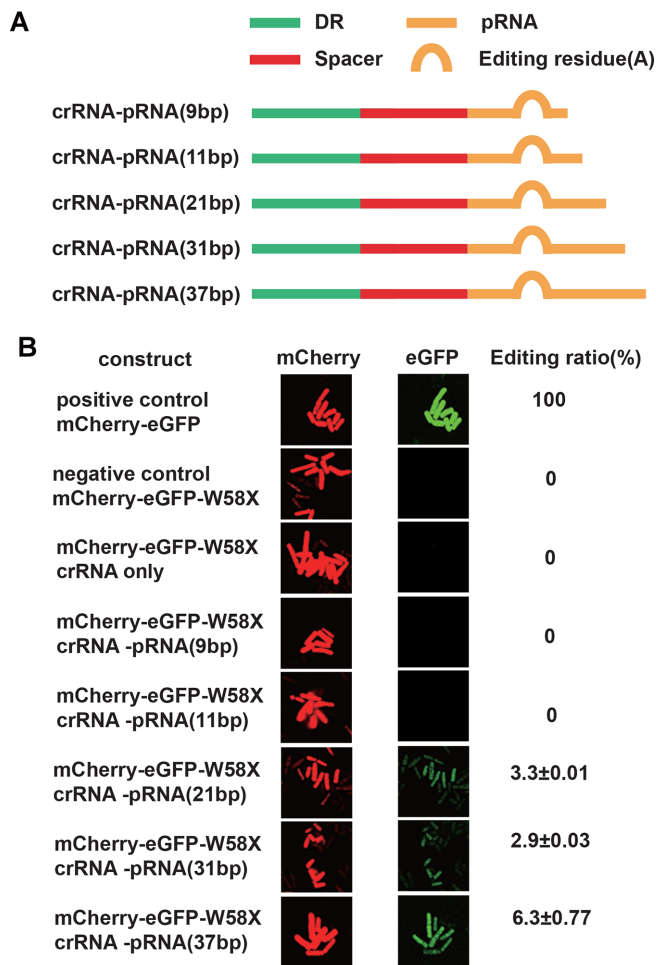 A
DR
pRNA
Spacer
Editing residue(A)
crRNA-pRNA(9bp)
crRNA-pRNA(11bp)
crRNA-pRNA(21bp)
crRNA-pRNA(31bp)
crRNA-pRNA(37bp)
B
construct mCherry eGFP Editing ratio(%)
positive control
mCherry-eGFP
100
negative control
mCherry-eGFP-W58X
0
mCherry-eGFP-W58X
crRNA only
0
mCherry-eGFP-W58X
crRNA -pRNA(9bp)
0
mCherry-eGFP-W58X
crRNA -pRNA(11bp)
0
mCherry-eGFP-W58X
crRNA -pRNA(21bp)
3.3±0.01
mCherry-eGFP-W58X
crRNA -pRNA(31bp)
2.9±0.03
mCherry-eGFP-W58X
crRNA -pRNA(37bp)
6.3±0.77